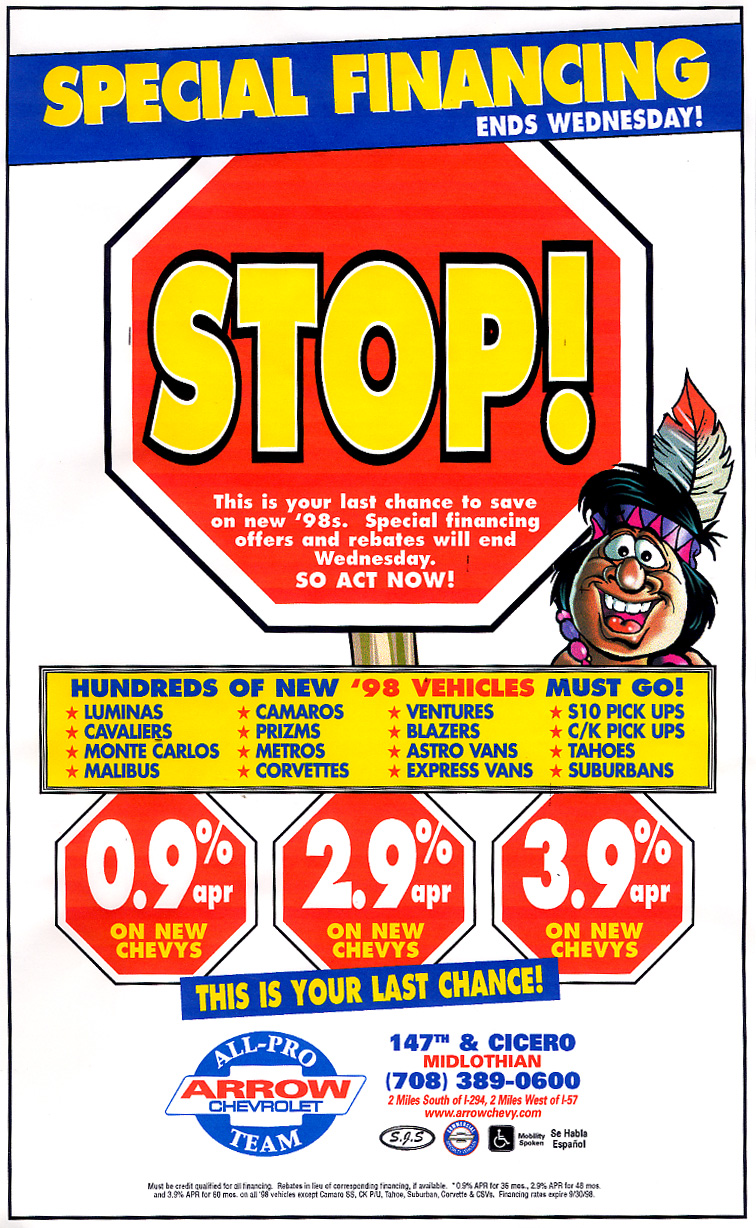 SPECIAL FINANCING
ENDS WEDNESDAY!
STOP!
This is your last chance to save
on new '98s. Special financing
offers and rebates will end
Wednesday.
SO ACT NOW!
HUNDREDS OF NEW '98 VEHICLES MUST GO!
★ LUMINAS ★ CAMAROS ★ VENTURES ★ S10 PICK UPS
★ CAVALIERS ★ PRIZMS ★ BLAZERS ★ C/K PICK UPS
★ MONTE CARLOS ★ METROS ★ ASTRO VANS ★ TAHOES
★ MALIBUS ★ CORVETTES ★ EXPRESS VANS ★ SUBURBANS
0.9% apr 2.9% apr 3.9% apr
ON NEW ON NEW ON NEW
CHEVYS CHEVYS CHEVYS
THIS IS YOUR LAST CHANCE!
ALL-PRO
ARROW
CHEVROLET
TEAM
147TH & CICERO
MIDLOTHIAN
(708) 389-0600
2 Miles South of I-294, 2 Miles West of I-57
www.arrowchevy.com
S.J.S
Mobility
Spoken
Se Habla
Español
Must be credit qualified for all financing. Rebates in lieu of corresponding financing, if available. *0.9% APR for 36 mos., 2.9% APR for 48 mos.
and 3.9% APR for 60 mos. on all '98 vehicles except Camaro SS, CK P/U, Tahoe, Suburban, Corvette & CSVs. Financing rates expire 9/30/98.